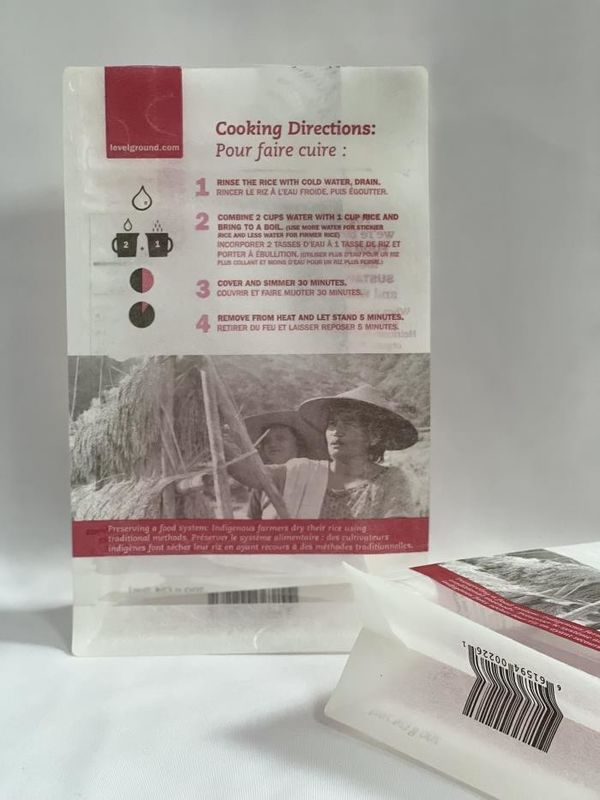 levelground.com
Cooking Directions:
Pour faire cuire :
1 RINSE THE RICE WITH COLD WATER, DRAIN.
RINCER LE RIZ À L'EAU FROIDE, PUIS ÉGOUTTER.
2 COMBINE 2 CUPS WATER WITH 1 CUP RICE AND
BRING TO A BOIL. (USE MORE WATER FOR STICKIER
RICE AND LESS WATER FOR FIRMER RICE)
INCORPORER 2 TASSES D'EAU À 1 TASSE DE RIZ ET
PORTER À ÉBULLITION. (UTILISER PLUS D'EAU POUR UN RIZ
PLUS COLLANT ET MOINS D'EAU POUR UN RIZ PLUS FERME.)
2 + 1
3 COVER AND SIMMER 30 MINUTES.
COUVRIR ET FAIRE MIJOTER 30 MINUTES.
4 REMOVE FROM HEAT AND LET STAND 5 MINUTES.
RETIRER DU FEU ET LAISSER REPOSER 5 MINUTES.
Preserving a food system: Indigenous farmers dry their rice using
traditional methods. Préserver le système alimentaire : des cultivateurs
indigènes font sécher leur riz en ayant recours à des méthodes traditionnelles.
6 61594 00226 1